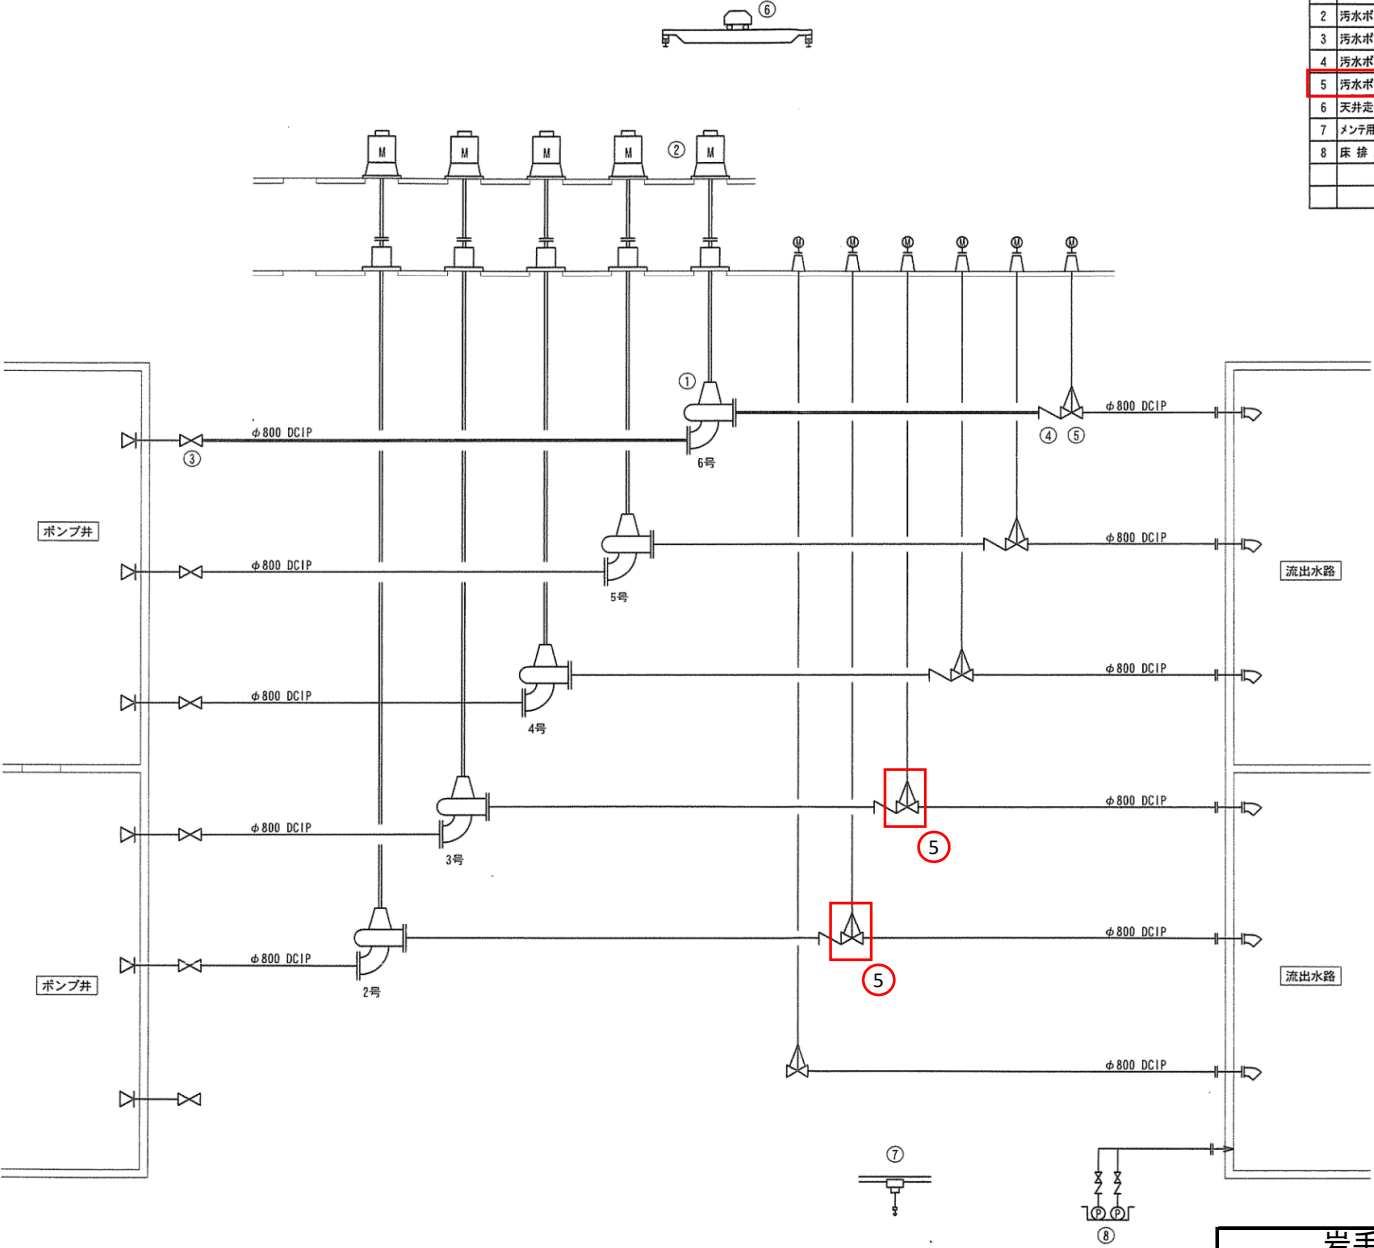 ⑥
2 汚水ポ
3 汚水ポ
4 汚水ポ
5 汚水ポ
6 天井走
7 メンテ用
8 床 排
M M M M ② M
M M M M M M
①
φ800 DCIP
④ ⑤
φ800 DCIP
③
6号
ポンプ井
φ800 DCIP
φ800 DCIP
流出水路
5号
φ800 DCIP
φ800 DCIP
4号
φ800 DCIP
φ800 DCIP
⑤
3号
φ800 DCIP
φ800 DCIP
⑤
ポンプ井
流出水路
2号
φ800 DCIP
⑦
P P
⑧
岩手